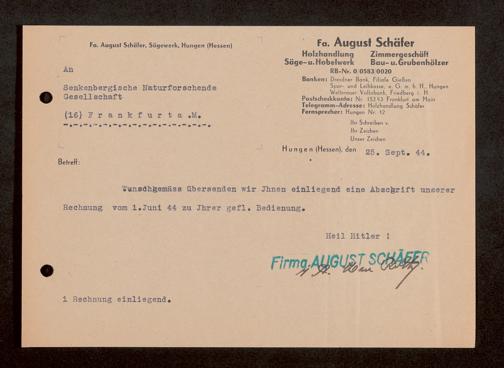 Fa. August Schäfer, Sägewerk, Hungen (Hessen)
An
Senkenbergische Naturforschende
Gesellschaft
(16) F r a n k f u r t a .M.
Fa. August Schäfer
Holzhandlung Zimmergeschäft
Säge- u. Hobelwerk Bau- u. Grubenhölzer
RB-Nr. 0/0583/0020
Banken: Dresdner Bank, Filiale Gießen
Spar- und Leihkasse, e. G. m. b. H., Hungen
Wetterauer Volksbank, Friedberg i. H.
Postscheckkonto: Nr. 15343 Frankfurt am Main
Telegramm-Adresse: Holzhandlung Schäfer
Fernsprecher: Hungen Nr. 12
Ihr Schreiben v.
Ihr Zeichen
Unser Zeichen
Hungen (Hessen), den 25. Sept. 44.
Betreff:
Wunschgemäss übersenden wir Jhnen einliegend eine Abschrift unserer
Rechnung vom 1.Juni 44 zu Jhrer gefl. Bedienung.
Heil Hitler !
Firma AUGUST SCHÄFER
1 Rechnung einliegend.